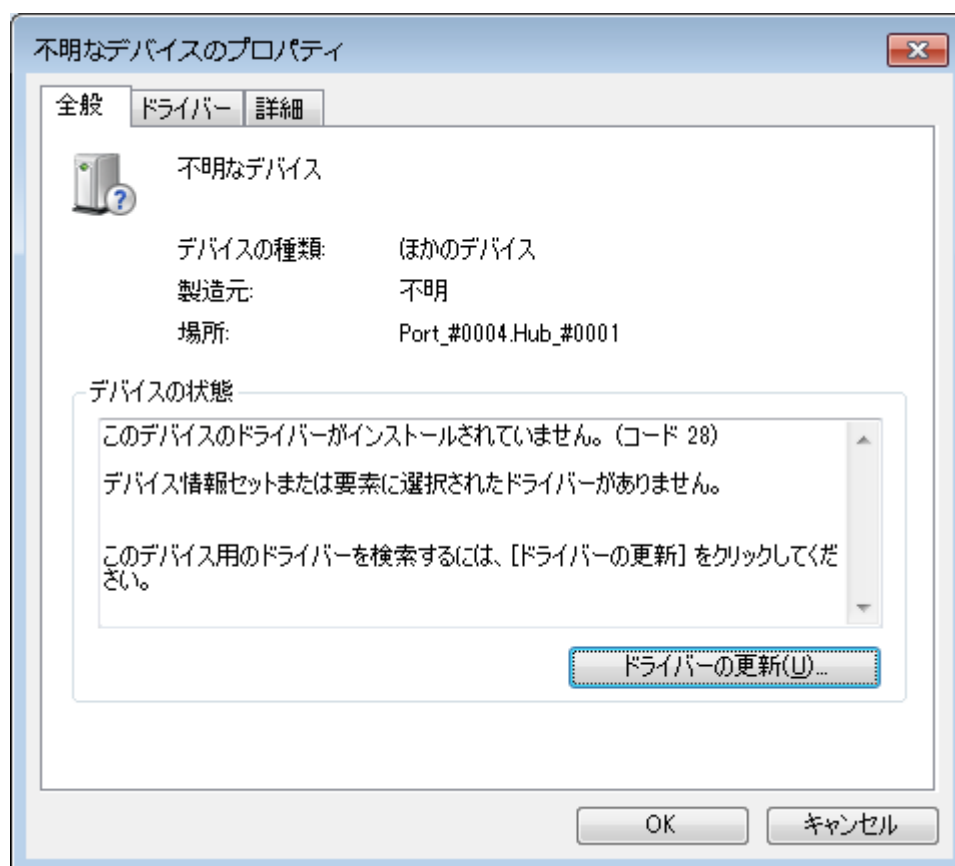 不明なデバイスのプロパティ
全般 ドライバー 詳細
不明なデバイス
デバイスの種類: ほかのデバイス
製造元: 不明
場所: Port_#0004.Hub_#0001
デバイスの状態
このデバイスのドライバーがインストールされていません。(コード 28)
デバイス情報セットまたは要素に選択されたドライバーがありません。
このデバイス用のドライバーを検索するには、[ドライバーの更新] をクリックしてくだ
さい。
ドライバーの更新(U)...
OK キャンセル